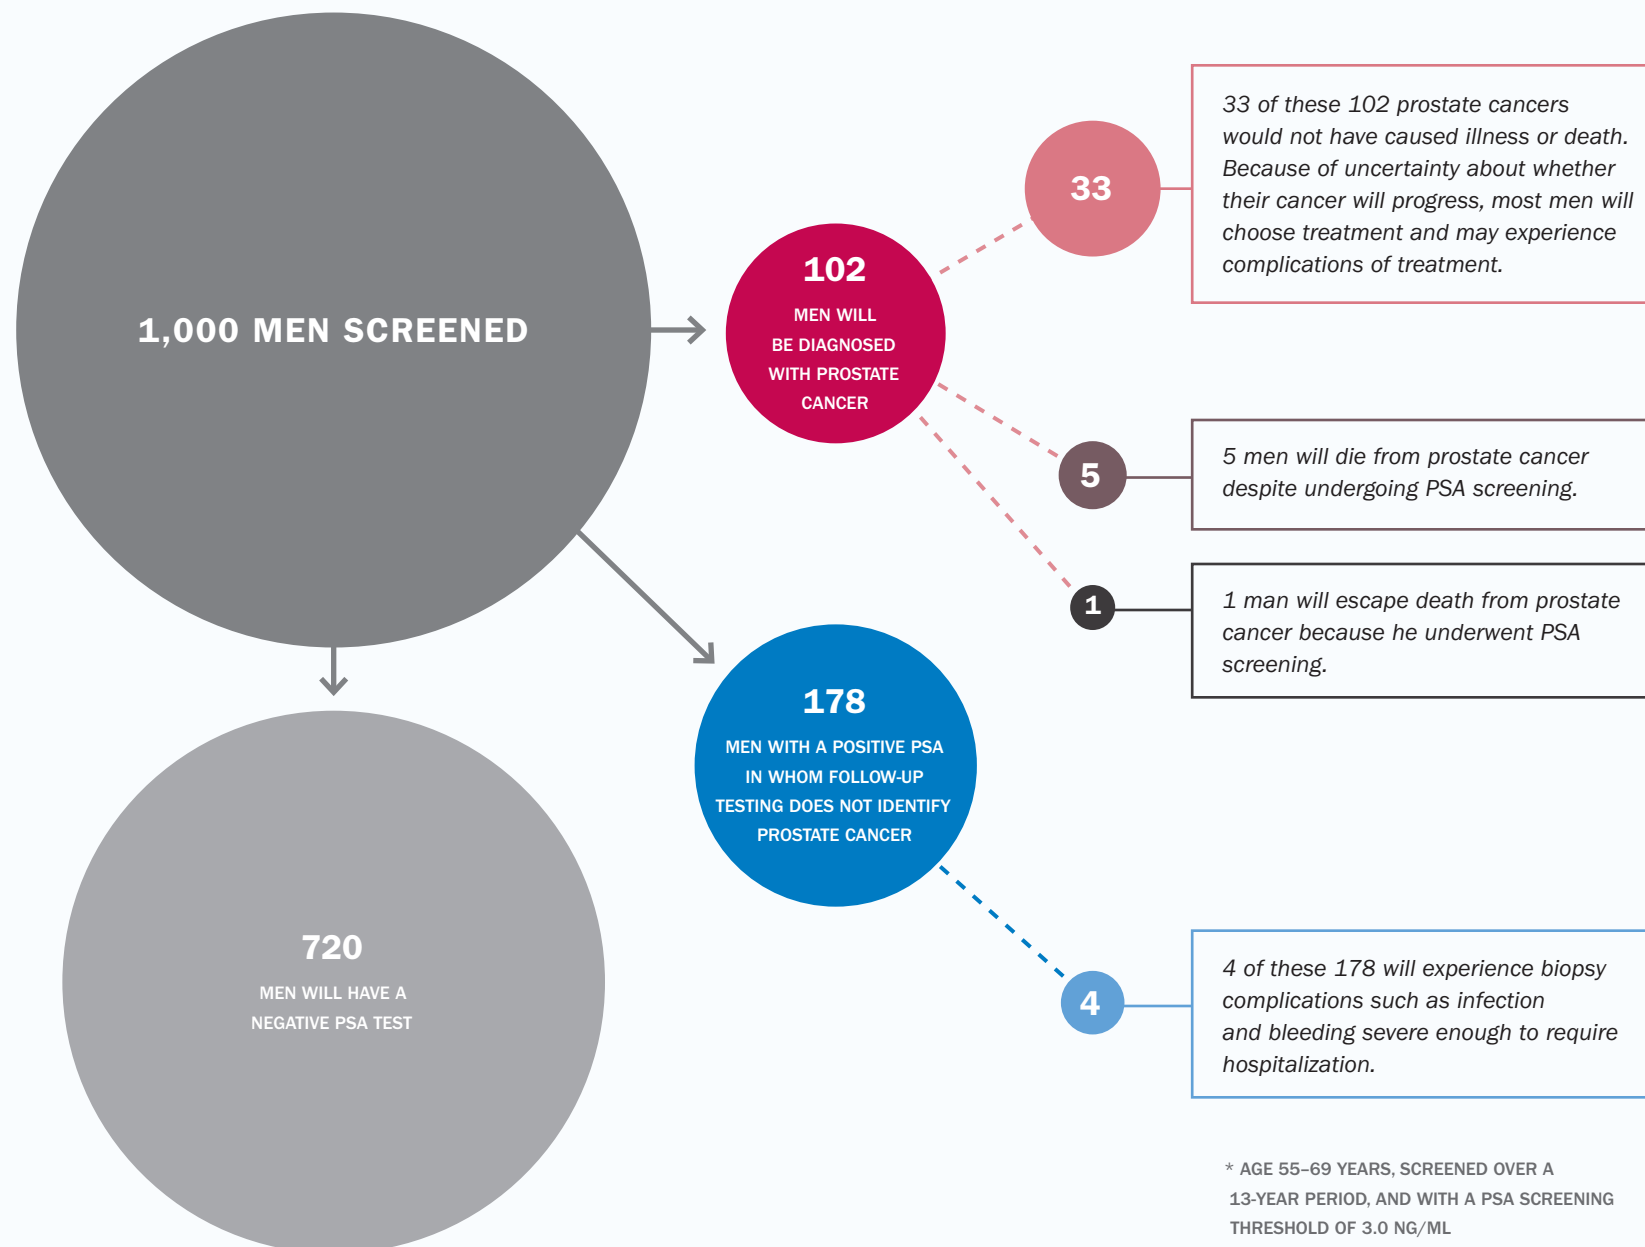 1,000 MEN SCREENED
102
MEN WILL
BE DIAGNOSED
WITH PROSTATE
CANCER
33
33 of these 102 prostate cancers
would not have caused illness or death.
Because of uncertainty about whether
their cancer will progress, most men will
choose treatment and may experience
complications of treatment.
5
5 men will die from prostate cancer
despite undergoing PSA screening.
1
1 man will escape death from prostate
cancer because he underwent PSA
screening.
178
MEN WITH A POSITIVE PSA
IN WHOM FOLLOW-UP
TESTING DOES NOT IDENTIFY
PROSTATE CANCER
4
4 of these 178 will experience biopsy
complications such as infection
and bleeding severe enough to require
hospitalization.
720
MEN WILL HAVE A
NEGATIVE PSA TEST
* AGE 55–69 YEARS, SCREENED OVER A
13-YEAR PERIOD, AND WITH A PSA SCREENING
THRESHOLD OF 3.0 NG/ML